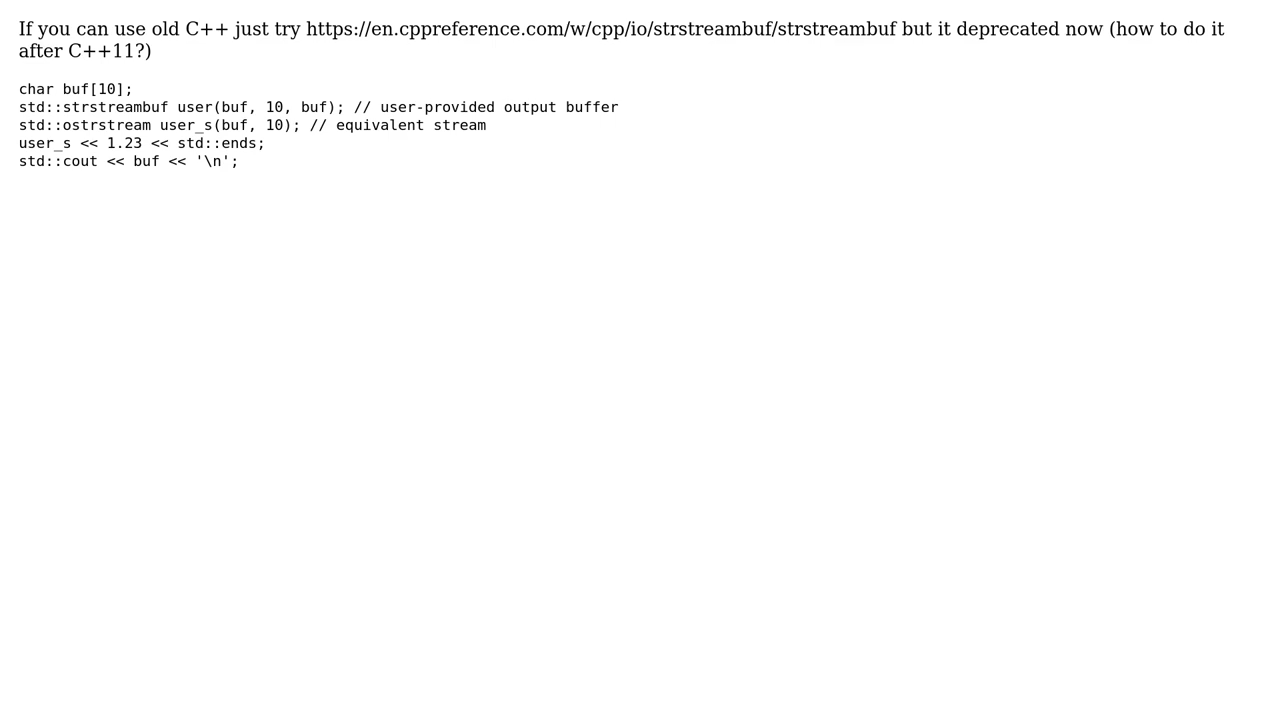 If you can use old C++ just try https://en.cppreference.com/w/cpp/io/strstreambuf/strstreambuf but it deprecated now (how to do it
after C++11?)
char buf[10];
std::strstreambuf user(buf, 10, buf); // user-provided output buffer
std::ostrstream user_s(buf, 10); // equivalent stream
user_s << 1.23 << std::ends;
std::cout << buf << '\n';